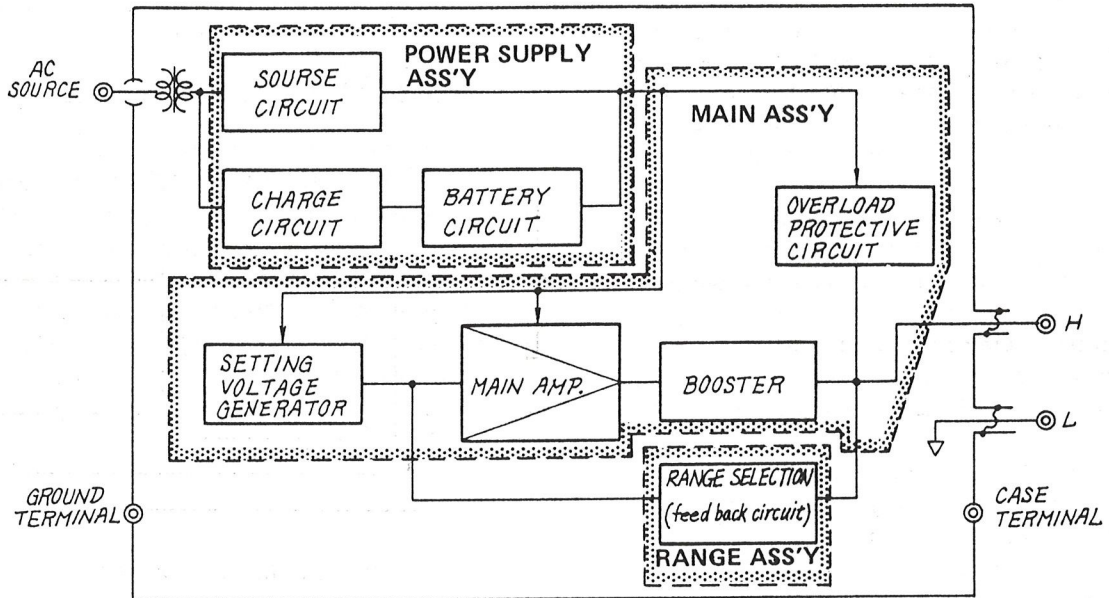 AC
SOURCE
SOURSE
CIRCUIT
POWER SUPPLY
ASS'Y
MAIN ASS'Y
CHARGE
CIRCUIT
BATTERY
CIRCUIT
OVERLOAD
PROTECTIVE
CIRCUIT
SETTING
VOLTAGE
GENERATOR
MAIN AMP.
BOOSTER
H
L
GROUND
TERMINAL
RANGE SELECTION
(feed back circuit)
RANGE ASS'Y
CASE
TERMINAL